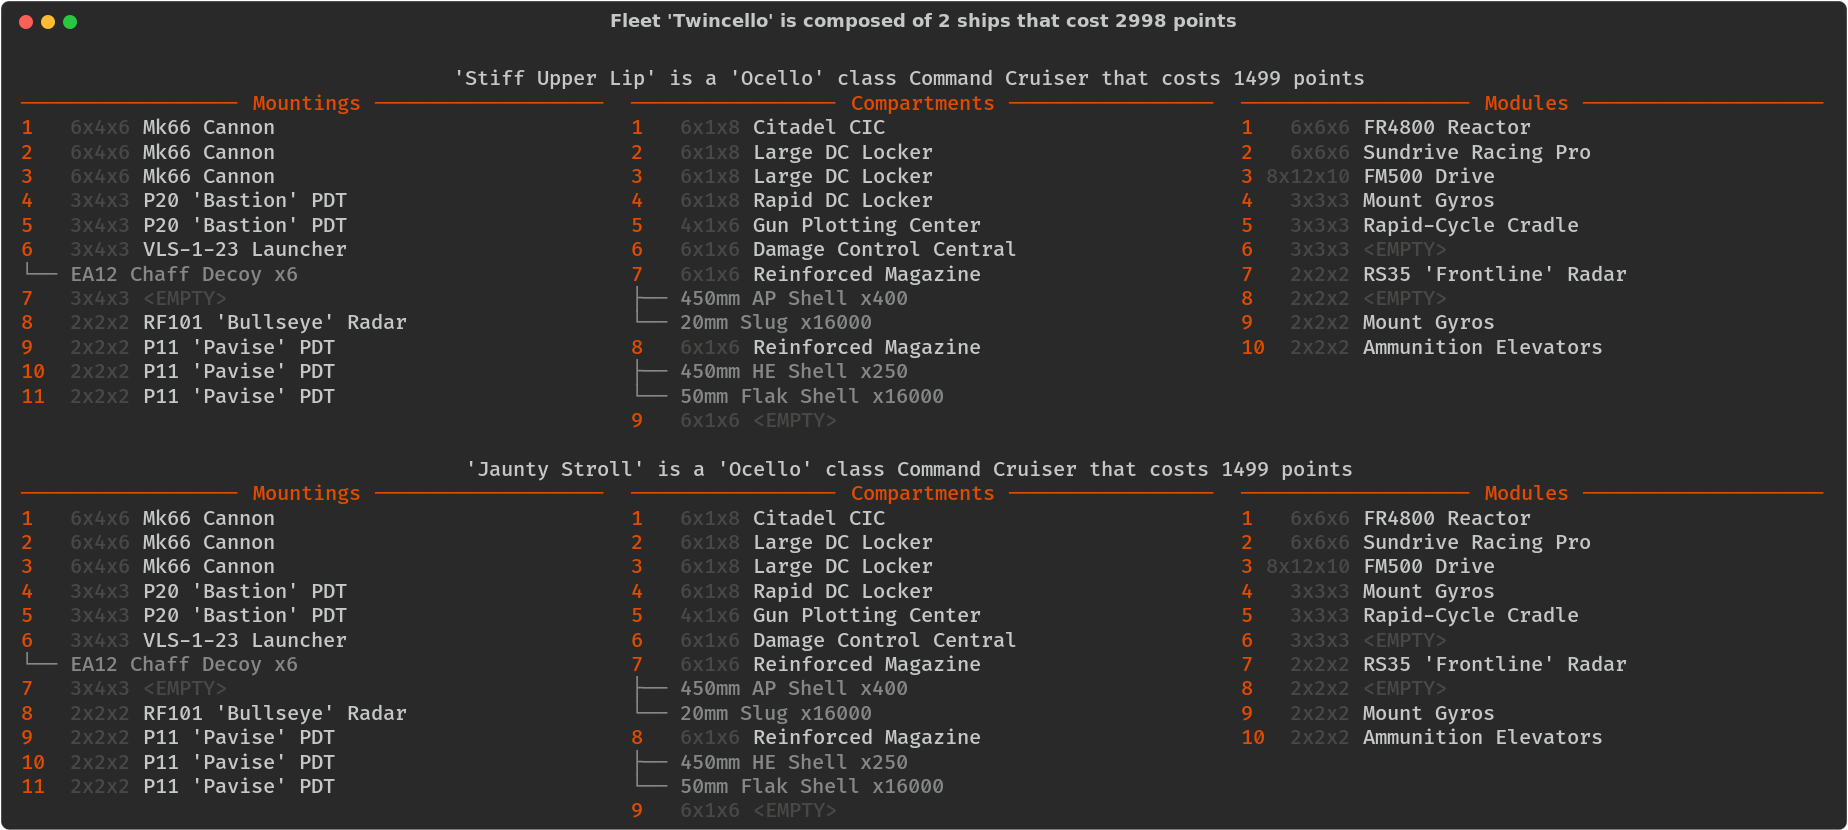 Fleet 'Twincello' is composed of 2 ships that cost 2998 points
'Stiff Upper Lip' is a 'Ocello' class Command Cruiser that costs 1499 points
Mountings
1 6x4x6 Mk66 Cannon
2 6x4x6 Mk66 Cannon
3 6x4x6 Mk66 Cannon
4 3x4x3 P20 'Bastion' PDT
5 3x4x3 P20 'Bastion' PDT
6 3x4x3 VLS-1-23 Launcher
└── EA12 Chaff Decoy x6
7 3x4x3 <EMPTY>
8 2x2x2 RF101 'Bullseye' Radar
9 2x2x2 P11 'Pavise' PDT
10 2x2x2 P11 'Pavise' PDT
11 2x2x2 P11 'Pavise' PDT
Compartments
1 6x1x8 Citadel CIC
2 6x1x8 Large DC Locker
3 6x1x8 Large DC Locker
4 6x1x8 Rapid DC Locker
5 4x1x6 Gun Plotting Center
6 6x1x6 Damage Control Central
7 6x1x6 Reinforced Magazine
├── 450mm AP Shell x400
└── 20mm Slug x16000
8 6x1x6 Reinforced Magazine
├── 450mm HE Shell x250
└── 50mm Flak Shell x16000
9 6x1x6 <EMPTY>
Modules
1 6x6x6 FR4800 Reactor
2 6x6x6 Sundrive Racing Pro
3 8x12x10 FM500 Drive
4 3x3x3 Mount Gyros
5 3x3x3 Rapid-Cycle Cradle
6 3x3x3 <EMPTY>
7 2x2x2 RS35 'Frontline' Radar
8 2x2x2 <EMPTY>
9 2x2x2 Mount Gyros
10 2x2x2 Ammunition Elevators
'Jaunty Stroll' is a 'Ocello' class Command Cruiser that costs 1499 points
Mountings
1 6x4x6 Mk66 Cannon
2 6x4x6 Mk66 Cannon
3 6x4x6 Mk66 Cannon
4 3x4x3 P20 'Bastion' PDT
5 3x4x3 P20 'Bastion' PDT
6 3x4x3 VLS-1-23 Launcher
└── EA12 Chaff Decoy x6
7 3x4x3 <EMPTY>
8 2x2x2 RF101 'Bullseye' Radar
9 2x2x2 P11 'Pavise' PDT
10 2x2x2 P11 'Pavise' PDT
11 2x2x2 P11 'Pavise' PDT
Compartments
1 6x1x8 Citadel CIC
2 6x1x8 Large DC Locker
3 6x1x8 Large DC Locker
4 6x1x8 Rapid DC Locker
5 4x1x6 Gun Plotting Center
6 6x1x6 Damage Control Central
7 6x1x6 Reinforced Magazine
├── 450mm AP Shell x400
└── 20mm Slug x16000
8 6x1x6 Reinforced Magazine
├── 450mm HE Shell x250
└── 50mm Flak Shell x16000
9 6x1x6 <EMPTY>
Modules
1 6x6x6 FR4800 Reactor
2 6x6x6 Sundrive Racing Pro
3 8x12x10 FM500 Drive
4 3x3x3 Mount Gyros
5 3x3x3 Rapid-Cycle Cradle
6 3x3x3 <EMPTY>
7 2x2x2 RS35 'Frontline' Radar
8 2x2x2 <EMPTY>
9 2x2x2 Mount Gyros
10 2x2x2 Ammunition Elevators